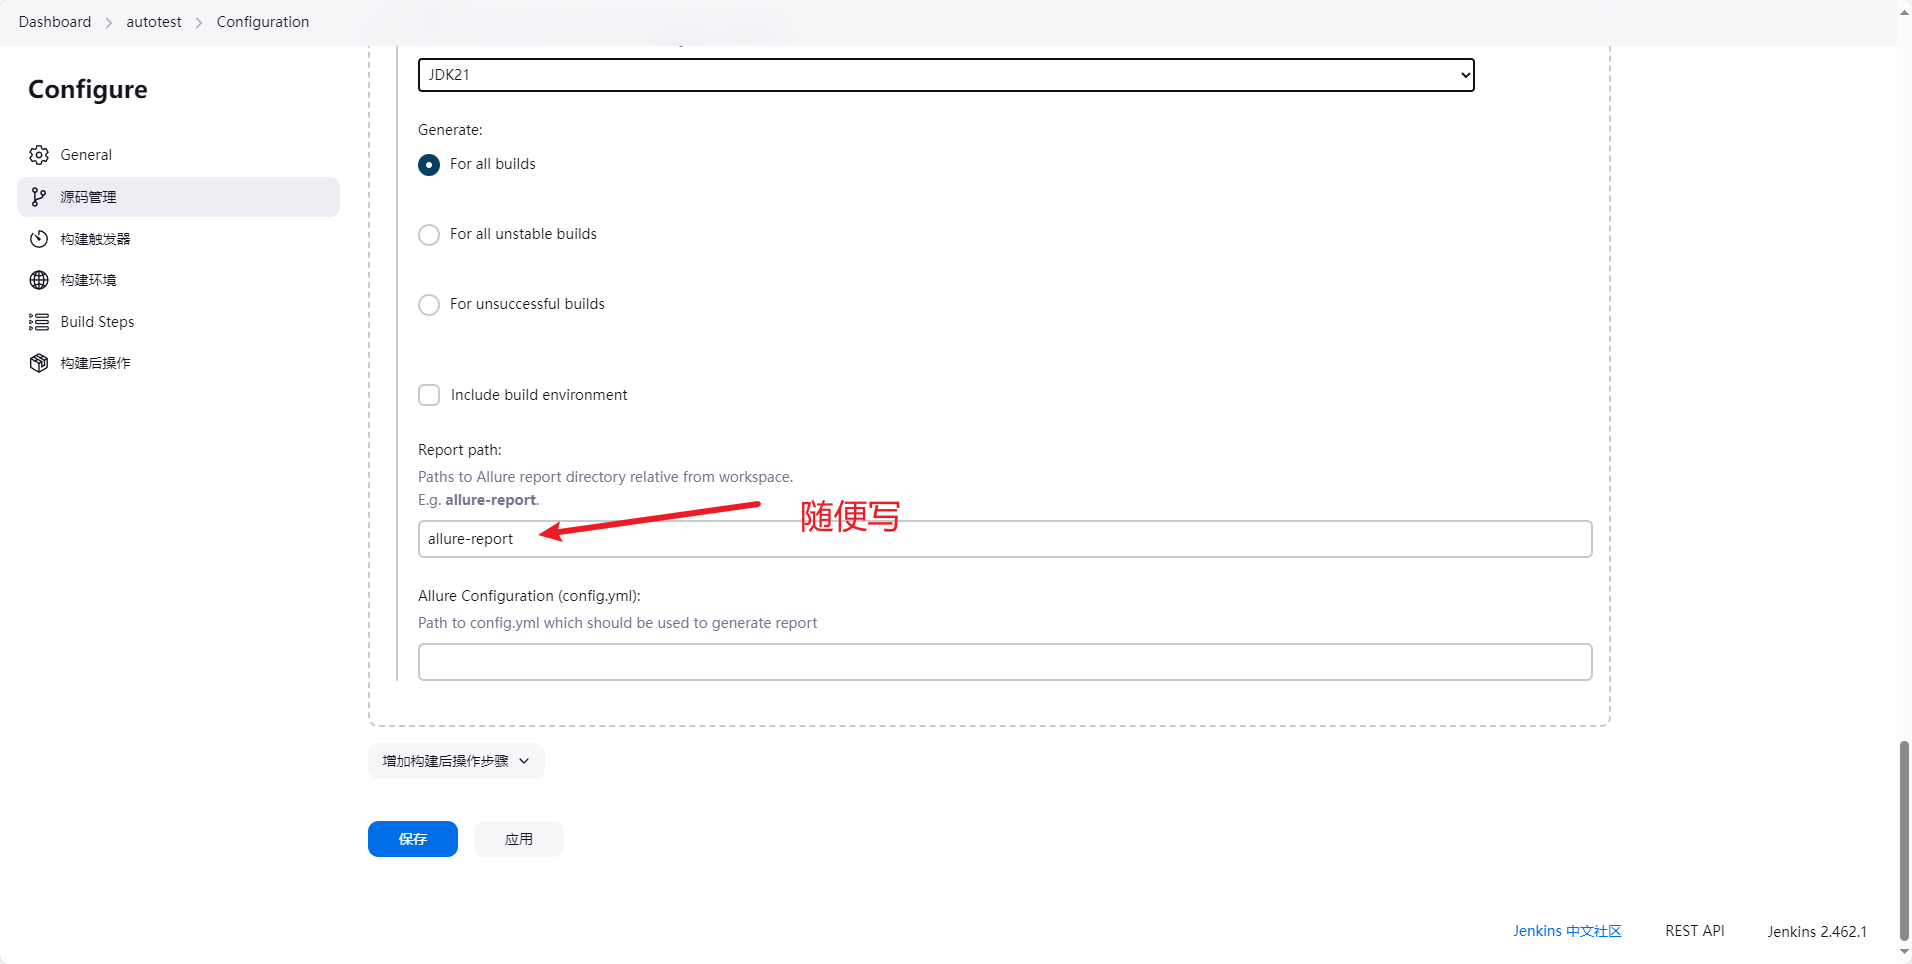 Dashboard > autotest > Configuration
Configure
General
源码管理
构建触发器
构建环境
Build Steps
构建后操作
JDK21
Generate:
For all builds
For all unstable builds
For unsuccessful builds
Include build environment
Report path:
Paths to Allure report directory relative from workspace.
E.g. allure-report.
随便写
allure-report
Allure Configuration (config.yml):
Path to config.yml which should be used to generate report
增加构建后操作步骤
保存
应用
Jenkins 中文社区
REST API
Jenkins 2.462.1